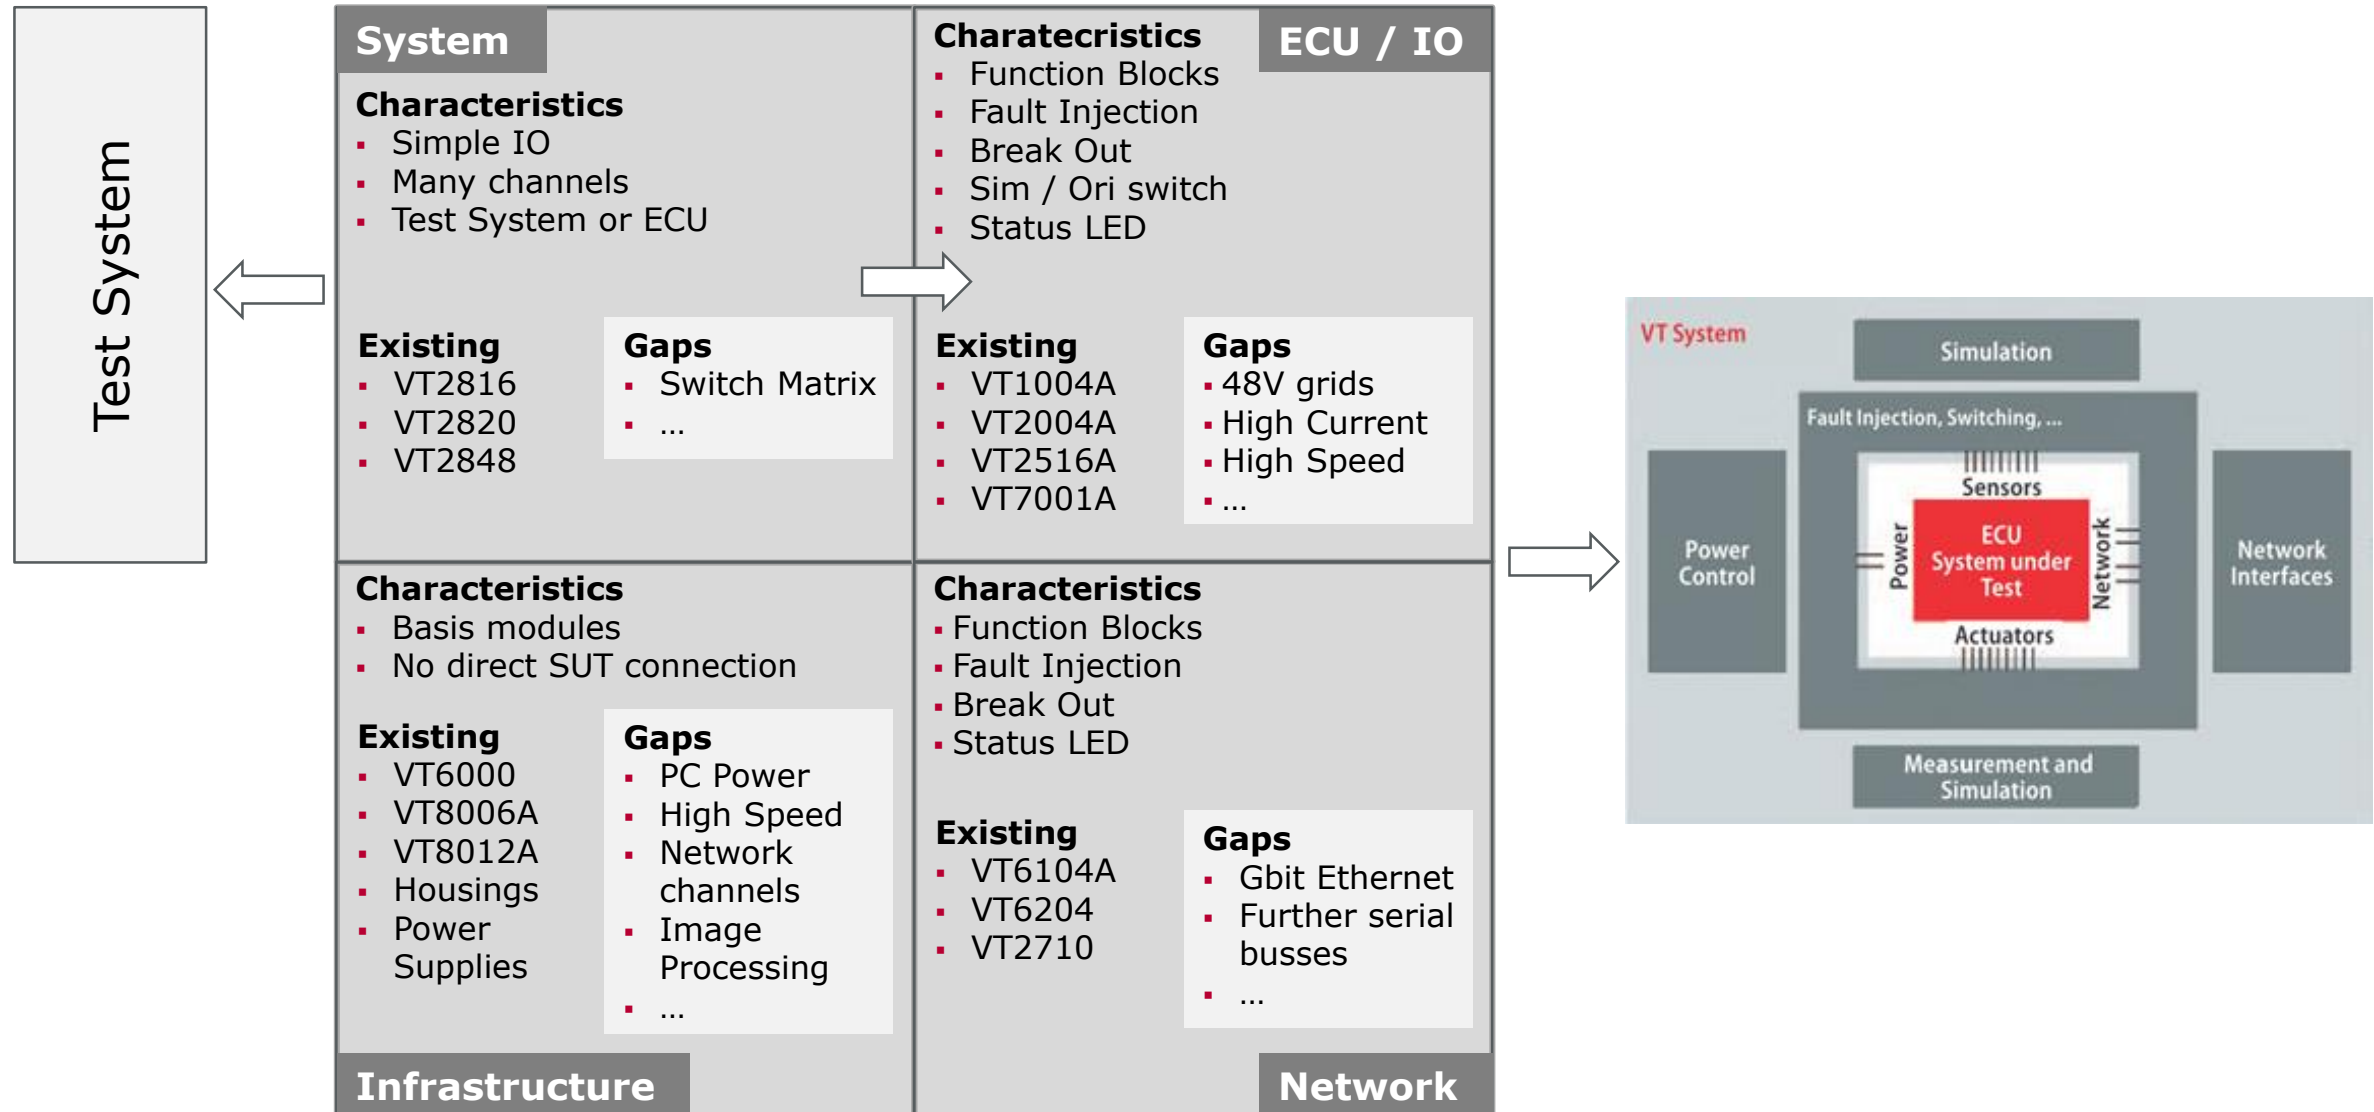 Test System
System
Characteristics
▪ Simple IO
▪ Many channels
▪ Test System or ECU
Existing
▪ VT2816
▪ VT2820
▪ VT2848
Gaps
▪ Switch Matrix
▪ ...
ECU / IO
Charatecristics
▪ Function Blocks
▪ Fault Injection
▪ Break Out
▪ Sim / Ori switch
▪ Status LED
Existing
▪ VT1004A
▪ VT2004A
▪ VT2516A
▪ VT7001A
Gaps
▪ 48V grids
▪ High Current
▪ High Speed
▪ ...
Characteristics
▪ Basis modules
▪ No direct SUT connection
Existing
▪ VT6000
▪ VT8006A
▪ VT8012A
▪ Housings
▪ Power
Supplies
Gaps
▪ PC Power
▪ High Speed
▪ Network
channels
▪ Image
Processing
▪ ...
Infrastructure
Characteristics
▪ Function Blocks
▪ Fault Injection
▪ Break Out
▪ Status LED
Existing
▪ VT6104A
▪ VT6204
▪ VT2710
Gaps
▪ Gbit Ethernet
▪ Further serial
busses
▪ ...
Network
VT System
Simulation
Fault Injection, Switching, ...
Sensors
Power
Control
Power
ECU
System under
Test
Network
Network
Interfaces
Actuators
Measurement and
Simulation